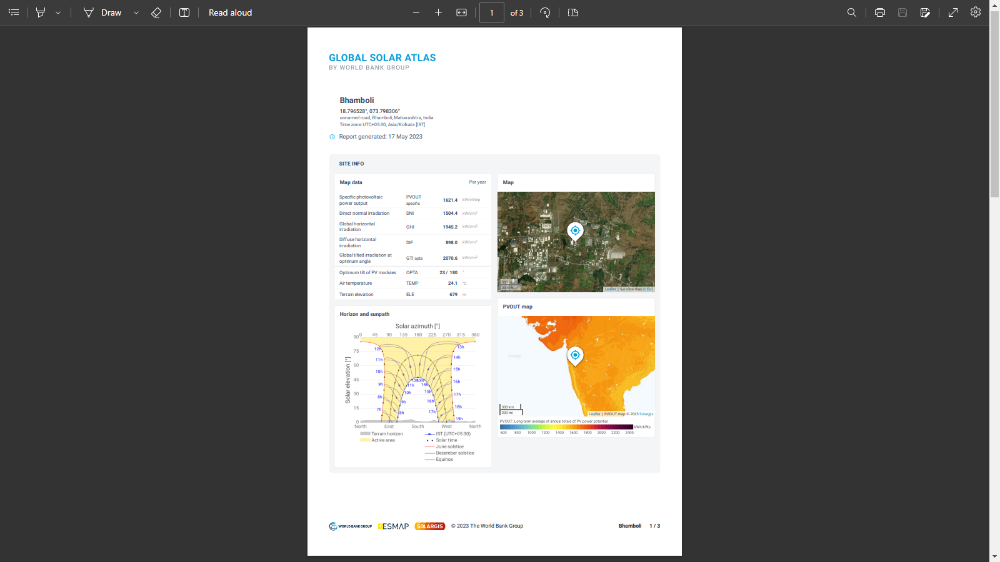 Draw
Read aloud
1
of 3
GLOBAL SOLAR ATLAS
BY WORLD BANK GROUP
Bhamboli
18.796528°, 073.798306°
unnamed road, Bhamboli, Maharashtra, India
Time zone: UTC+05:30, Asia/Kolkata [IST]
Report generated: 17 May 2023
SITE INFO
Map data Per year
Specific photovoltaic power output PVOUT specific 1621.4 kWh/kWp
Direct normal irradiation DNI 1504.4 kWh/m²
Global horizontal irradiation GHI 1945.2 kWh/m²
Diffuse horizontal irradiation DIF 898.0 kWh/m²
Global tilted irradiation at optimum angle GTI opta 2070.6 kWh/m²
Optimum tilt of PV modules OPTA 23 / 180 °
Air temperature TEMP 24.1 °C
Terrain elevation ELE 679 m
Map
500 m
2000 ft
Leaflet | Satellite tiles © Esri
Horizon and sunpath
Solar azimuth [°]
0 45 90 135 180 225 270 315 360
Solar elevation [°]
90
75
60
45
30
15
0
12h
11h
10h
9h
8h
7h
13h
14h
15h
16h
17h
18h
19h
12h
13h
11h
14h
10h
15h
9h
16h
8h
17h
North East South West North
Terrain horizon
Active area
IST (UTC+05:30)
Solar time
June solstice
December solstice
Equinox
PVOUT map
Solargis
300 km
200 mi
Leaflet | PVOUT map © 2023 Solargis
PVOUT: Long-term average of annual totals of PV power potential
kWh/kWp
600 800 1000 1200 1400 1600 1800 2000 2200 2400
WORLD BANK GROUP
ESMAP
SOLARGIS
© 2023 The World Bank Group
Bhamboli 1 / 3